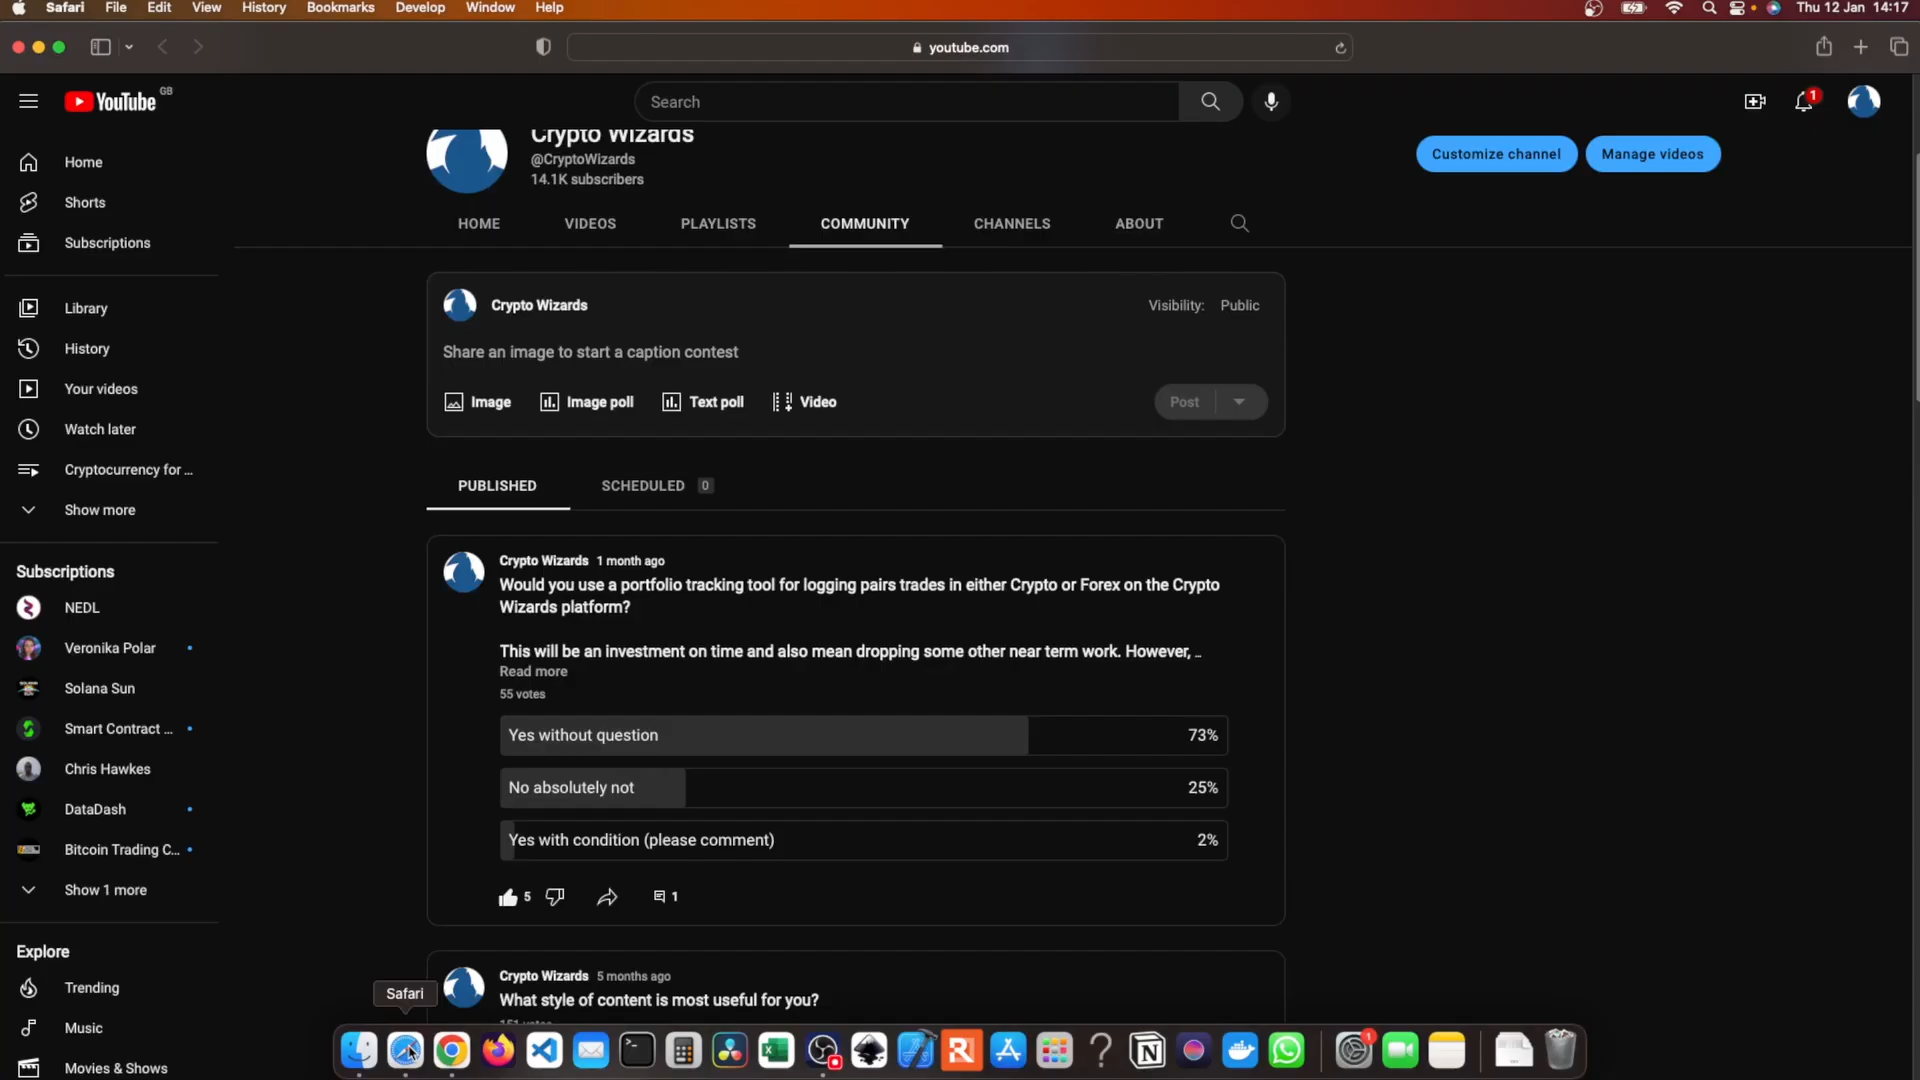 Safari File Edit View History Bookmarks Develop Window Help Thu 12 Jan 14:17
youtube.com
YouTube GB
Search
1
Home
Shorts
Subscriptions
Library
History
Your videos
Watch later
Cryptocurrency for ...
Show more
Subscriptions
NEDL
Veronika Polar
Solana Sun
Smart Contract ...
Chris Hawkes
DataDash
Bitcoin Trading C...
Show 1 more
Explore
Trending
Music
Movies & Shows
Crypto Wizards
@CryptoWizards
14.1K subscribers
Customize channel
Manage videos
HOME VIDEOS PLAYLISTS COMMUNITY CHANNELS ABOUT
Crypto Wizards Visibility: Public
Share an image to start a caption contest
Image Image poll Text poll Video Post
PUBLISHED SCHEDULED 0
Crypto Wizards 1 month ago
Would you use a portfolio tracking tool for logging pairs trades in either Crypto or Forex on the Crypto
Wizards platform?
This will be an investment on time and also mean dropping some other near term work. However, ...
Read more
55 votes
Yes without question 73%
No absolutely not 25%
Yes with condition (please comment) 2%
5 1
Crypto Wizards 5 months ago
What style of content is most useful for you?
Safari
1